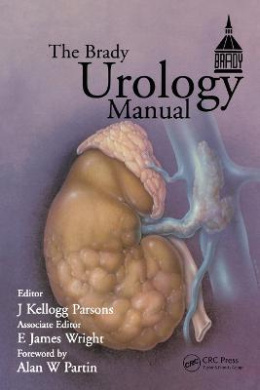 The Brady
BRADY
Urology
Manual
Editor
J Kellogg Parsons
Associate Editor
E James Wright
Foreword by
Alan W Partin
CRC Press